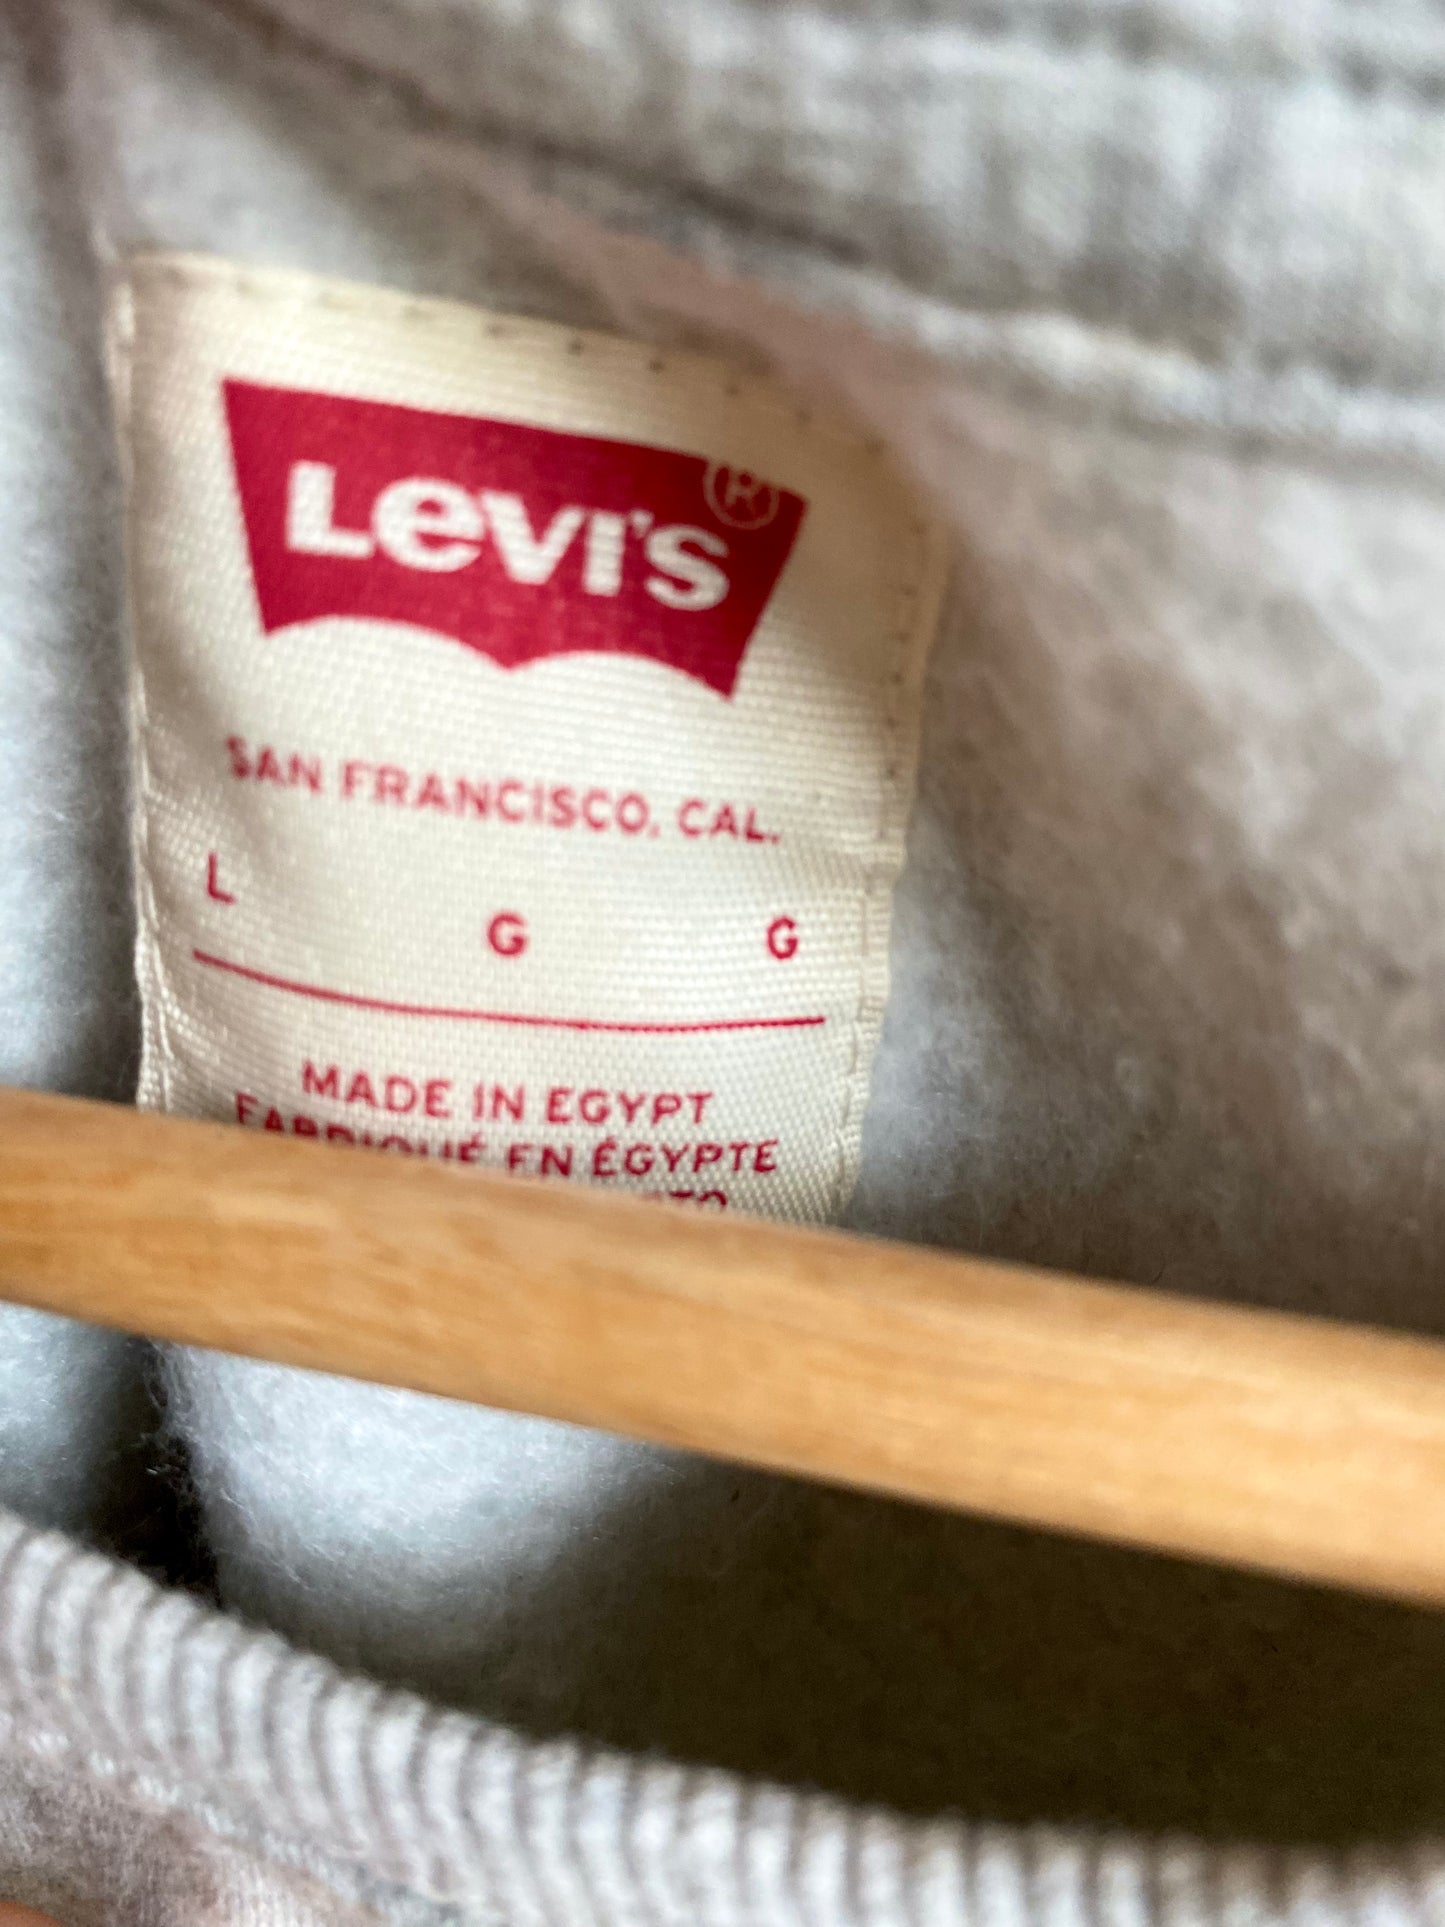 Levi's ®
SAN FRANCISCO, CAL.
L G G
MADE IN EGYPT
FABRIQUÉ EN ÉGYPTE